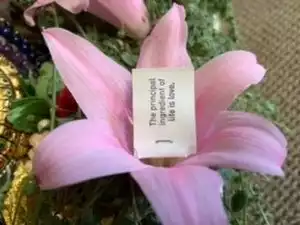 The principal
ingredient of
life is love.